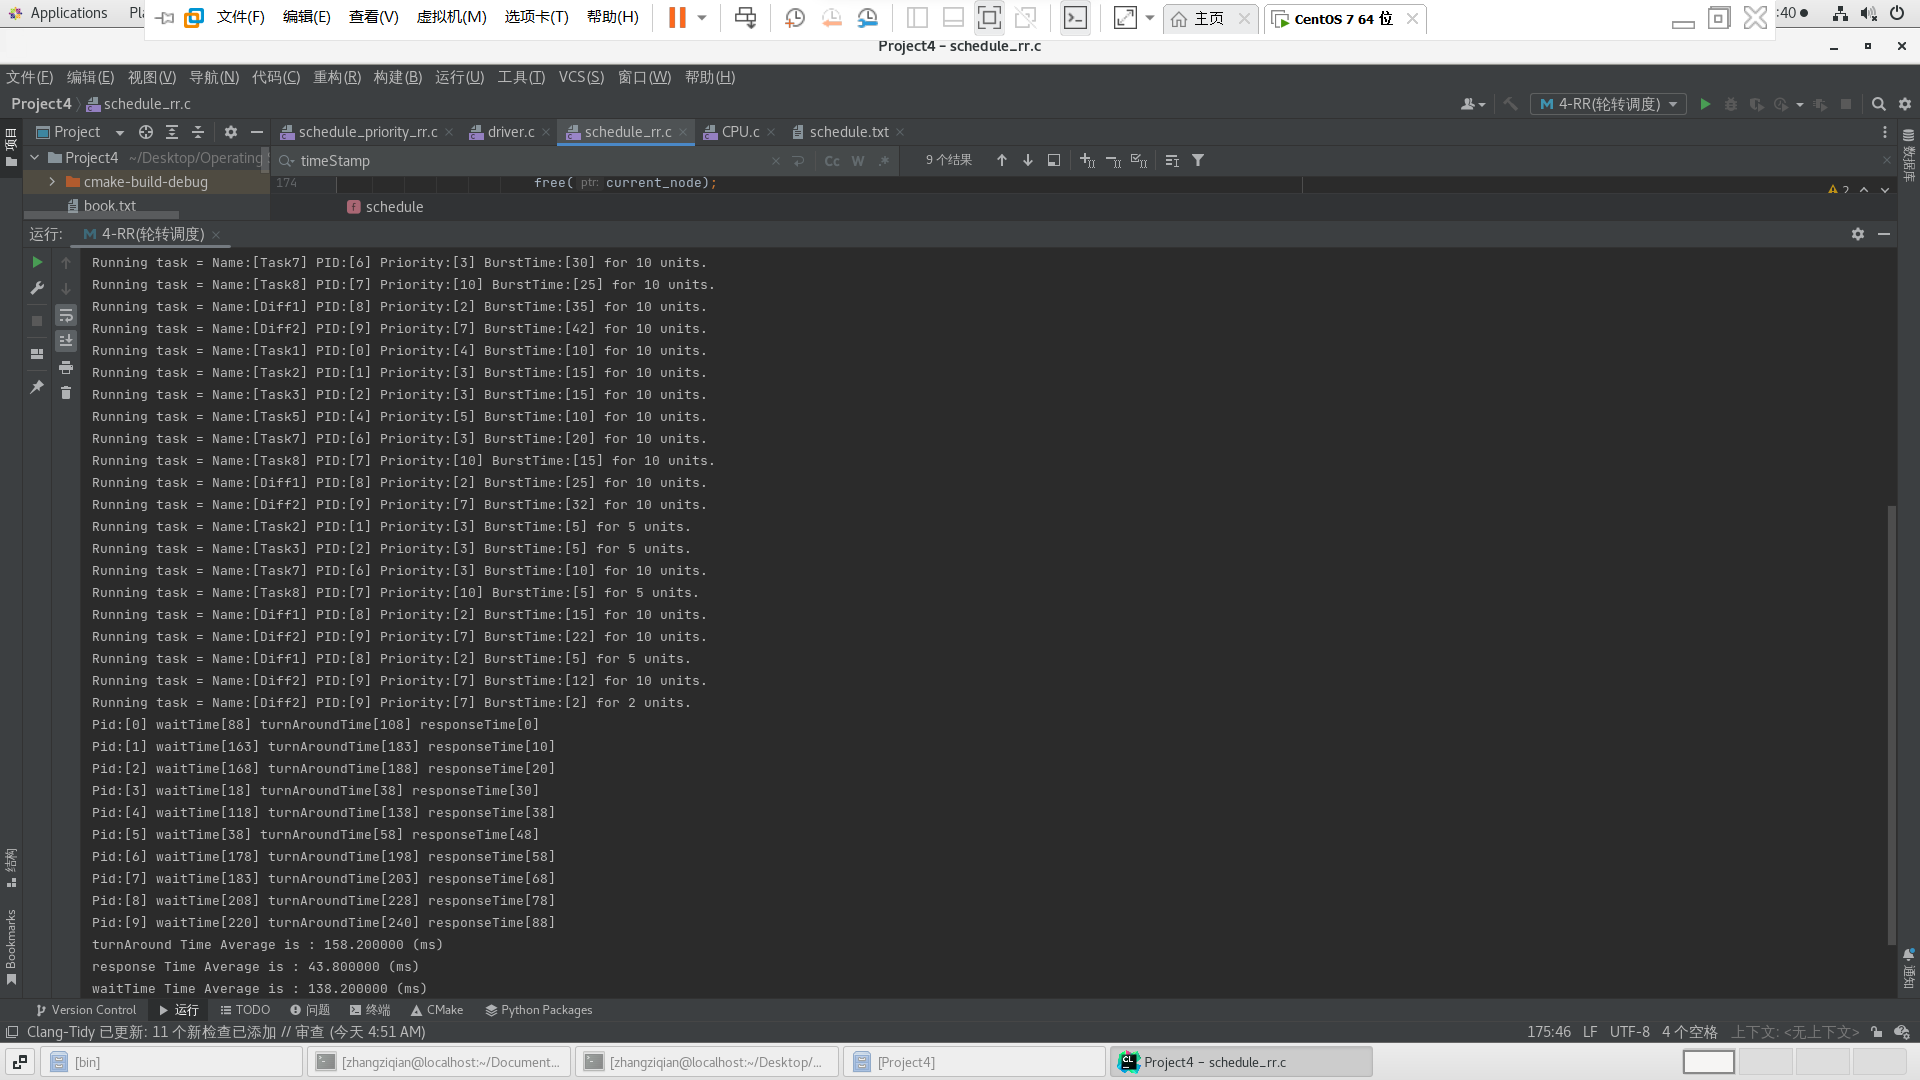 Applications Pl
文件(F) 编辑(E) 查看(V) 虚拟机(M) 选项卡(T) 帮助(H) 主页 CentOS 7 64 位 :40
Project4 – schedule_rr.c
文件(F) 编辑(E) 视图(V) 导航(N) 代码(C) 重构(R) 构建(B) 运行(U) 工具(T) VCS(S) 窗口(W) 帮助(H)
Project4 schedule_rr.c 4-RR(轮转调度)
项目 Project schedule_priority_rr.c driver.c schedule_rr.c CPU.c schedule.txt
数据库
Project4 ~/Desktop/Operating timeStamp Cc W .* 9 个结果
cmake-build-debug 174 free( ptr: current_node); 2
book.txt schedule
运行: 4-RR(轮转调度)
Running task = Name:[Task7] PID:[6] Priority:[3] BurstTime:[30] for 10 units.
Running task = Name:[Task8] PID:[7] Priority:[10] BurstTime:[25] for 10 units.
Running task = Name:[Diff1] PID:[8] Priority:[2] BurstTime:[35] for 10 units.
Running task = Name:[Diff2] PID:[9] Priority:[7] BurstTime:[42] for 10 units.
Running task = Name:[Task1] PID:[0] Priority:[4] BurstTime:[10] for 10 units.
Running task = Name:[Task2] PID:[1] Priority:[3] BurstTime:[15] for 10 units.
Running task = Name:[Task3] PID:[2] Priority:[3] BurstTime:[15] for 10 units.
Running task = Name:[Task5] PID:[4] Priority:[5] BurstTime:[10] for 10 units.
Running task = Name:[Task7] PID:[6] Priority:[3] BurstTime:[20] for 10 units.
Running task = Name:[Task8] PID:[7] Priority:[10] BurstTime:[15] for 10 units.
Running task = Name:[Diff1] PID:[8] Priority:[2] BurstTime:[25] for 10 units.
Running task = Name:[Diff2] PID:[9] Priority:[7] BurstTime:[32] for 10 units.
Running task = Name:[Task2] PID:[1] Priority:[3] BurstTime:[5] for 5 units.
Running task = Name:[Task3] PID:[2] Priority:[3] BurstTime:[5] for 5 units.
Running task = Name:[Task7] PID:[6] Priority:[3] BurstTime:[10] for 10 units.
Running task = Name:[Task8] PID:[7] Priority:[10] BurstTime:[5] for 5 units.
Running task = Name:[Diff1] PID:[8] Priority:[2] BurstTime:[15] for 10 units.
Running task = Name:[Diff2] PID:[9] Priority:[7] BurstTime:[22] for 10 units.
Running task = Name:[Diff1] PID:[8] Priority:[2] BurstTime:[5] for 5 units.
Running task = Name:[Diff2] PID:[9] Priority:[7] BurstTime:[12] for 10 units.
Running task = Name:[Diff2] PID:[9] Priority:[7] BurstTime:[2] for 2 units.
Pid:[0] waitTime[88] turnAroundTime[108] responseTime[0]
Pid:[1] waitTime[163] turnAroundTime[183] responseTime[10]
Pid:[2] waitTime[168] turnAroundTime[188] responseTime[20]
Pid:[3] waitTime[18] turnAroundTime[38] responseTime[30]
Pid:[4] waitTime[118] turnAroundTime[138] responseTime[38]
Pid:[5] waitTime[38] turnAroundTime[58] responseTime[48]
Pid:[6] waitTime[178] turnAroundTime[198] responseTime[58]
Pid:[7] waitTime[183] turnAroundTime[203] responseTime[68]
Pid:[8] waitTime[208] turnAroundTime[228] responseTime[78]
Pid:[9] waitTime[220] turnAroundTime[240] responseTime[88]
turnAround Time Average is : 158.200000 (ms)
response Time Average is : 43.800000 (ms)
waitTime Time Average is : 138.200000 (ms)
结构
Bookmarks
通知
Version Control 运行 TODO 问题 终端 CMake Python Packages
Clang-Tidy 已更新: 11 个新检查已添加 // 审查 (今天 4:51 AM) 175:46 LF UTF-8 4 个空格 上下文: <无上下文>
[bin] [zhangziqian@localhost:~/Document... [zhangziqian@localhost:~/Desktop/... [Project4] Project4 – schedule_rr.c